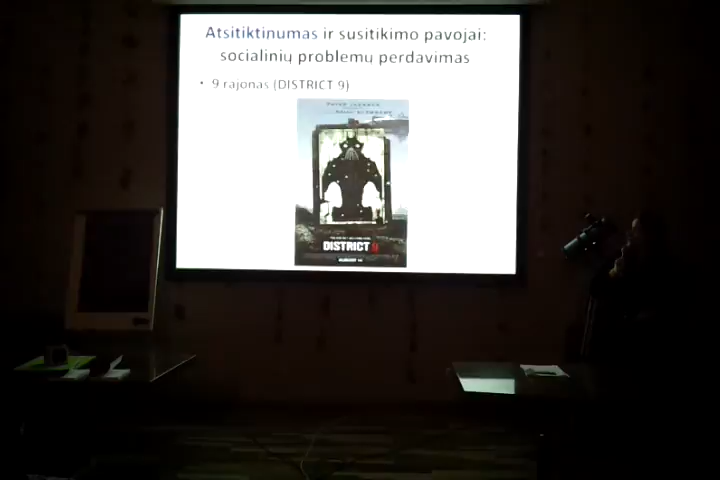 Atsitiktinumas ir susitikimo pavojai:
socialinių problemų perdavimas
• 9 rajonas (DISTRICT 9)
DISTRICT 9